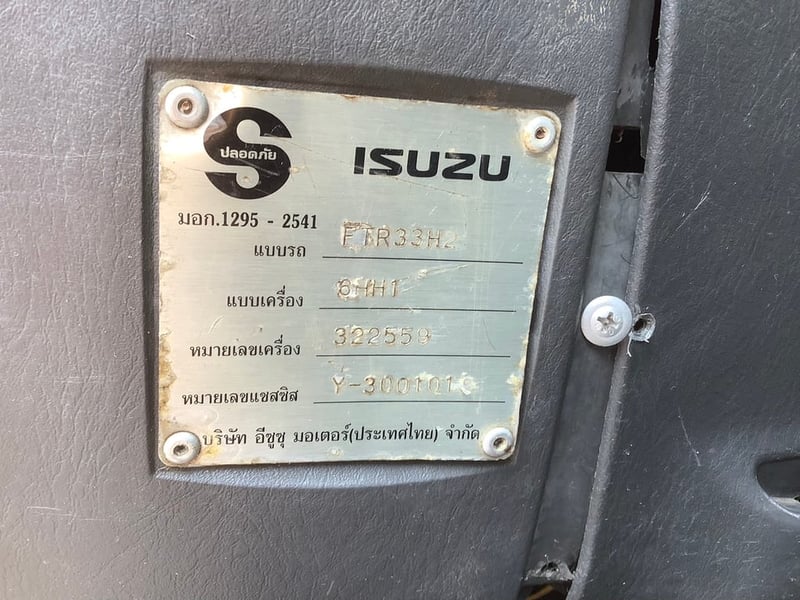 ปลอดภัย
ISUZU
มอก.1295 - 2541
แบบรถ FTR33H2
แบบเครื่อง 6HH1
หมายเลขเครื่อง 322559
หมายเลขแชสซิส
บริษัท อีซูซุ มอเตอร์(ประเทศไทย) จำกัด